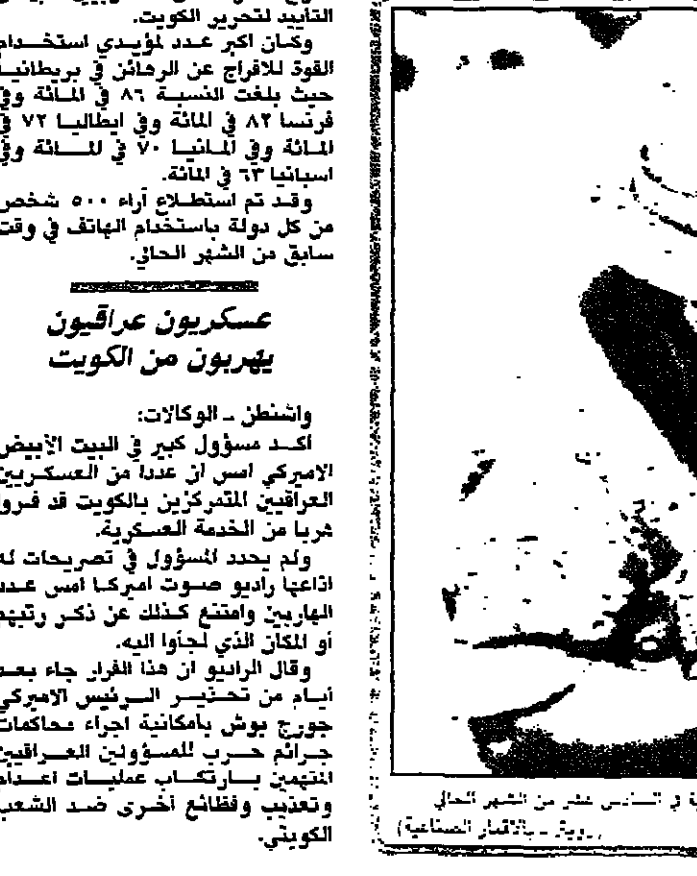 التأييد لتحرير الكويت.
وكان اكبر عدد لمؤيدي استخدام
القوة للافراج عن الرهائن في بريطانيا
حيث بلغت النسبة ٨٦ في المائة وفي
فرنسا ٨٢ في المائة وفي ايطاليا ٧٢ في
المائة وفي المانيا ٧٠ في المائة وفي
اسبانيا ٦٣ في المائة.
وقد تم استطلاع آراء ٥٠٠ شخص
من كل دولة باستخدام الهاتف في وقت
سابق من الشهر الحالي.
عسكريون عراقيون
يهربون من الكويت
واشنطن ـ الوكالات:
اكد مسؤول كبير في البيت الأبيض
الاميركي امس ان عددا من العسكريين
العراقيين المتمركزين بالكويت قد فروا
هربا من الخدمة العسكرية.
ولم يحدد المسؤول في تصريحات له
اذاعها راديو صوت اميركا امس عدد
الهاربين وامتنع كذلك عن ذكر رتبهم
أو المكان الذي لجأوا اليه.
وقال الراديو ان هذا الفرار جاء بعد
أيام من تحذير الرئيس الاميركي
جورج بوش بامكانية اجراء محاكمات
جرائم حرب للمسؤولين العراقيين
المتهمين بارتكاب عمليات اعدام
وتعذيب وفظائع أخرى ضد الشعب
الكويتي.
في السادس عشر من الشهر الحالي
رويتر ـ بالاقمار الصناعية)